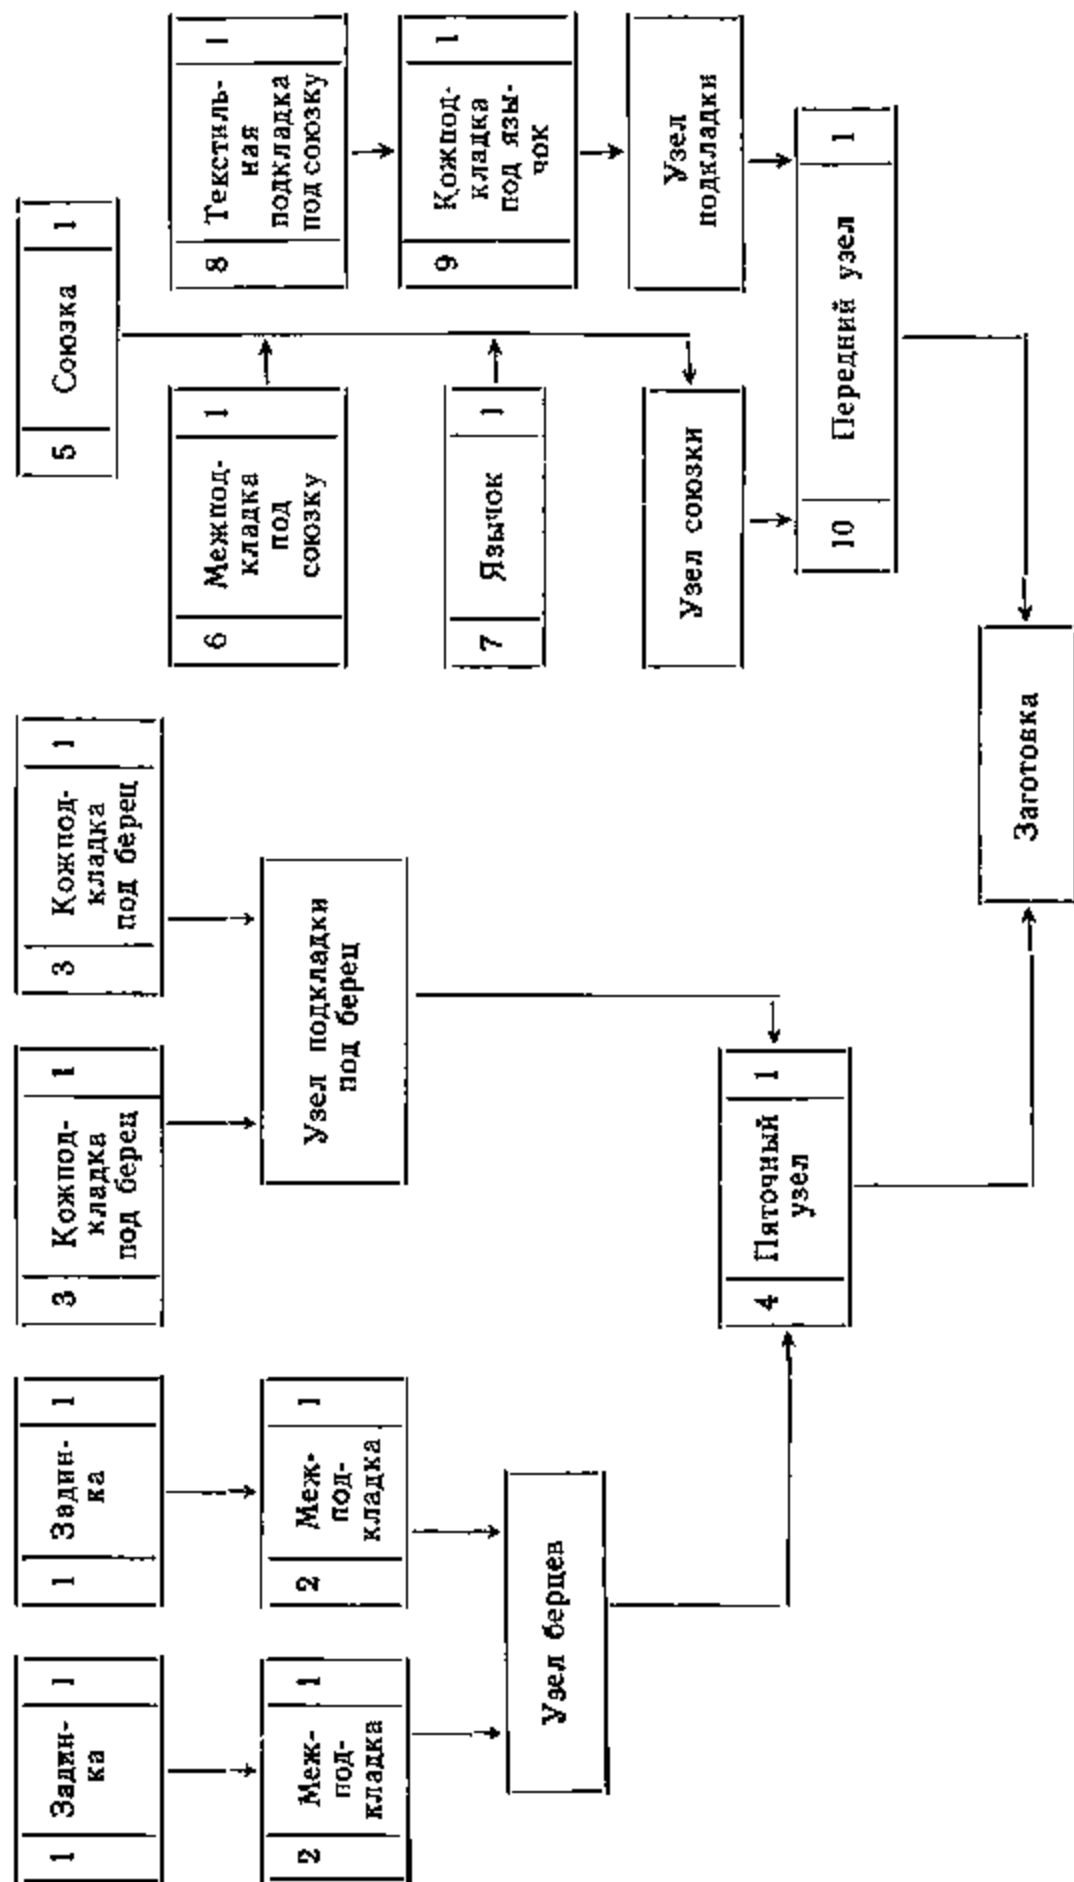 1
Задин-
ка
1
1
Задин-
ка
1
3
Кожпод-
кладка
под берец
1
3
Кожпод-
кладка
под берец
1
5
Союзка
1
2
Меж-
под-
кладка
1
2
Меж-
под-
кладка
1
Узел подкладки
под берец
6
Межпод-
кладка
под
союзку
1
8
Текстиль-
ная
подкладка
под союзку
1
7
Язычок
1
9
Кожпод-
кладка
под язы-
чок
1
Узел берцев
Узел союзки
Узел
подкладки
4
Пяточный
узел
1
10
Передний узел
1
Заготовка